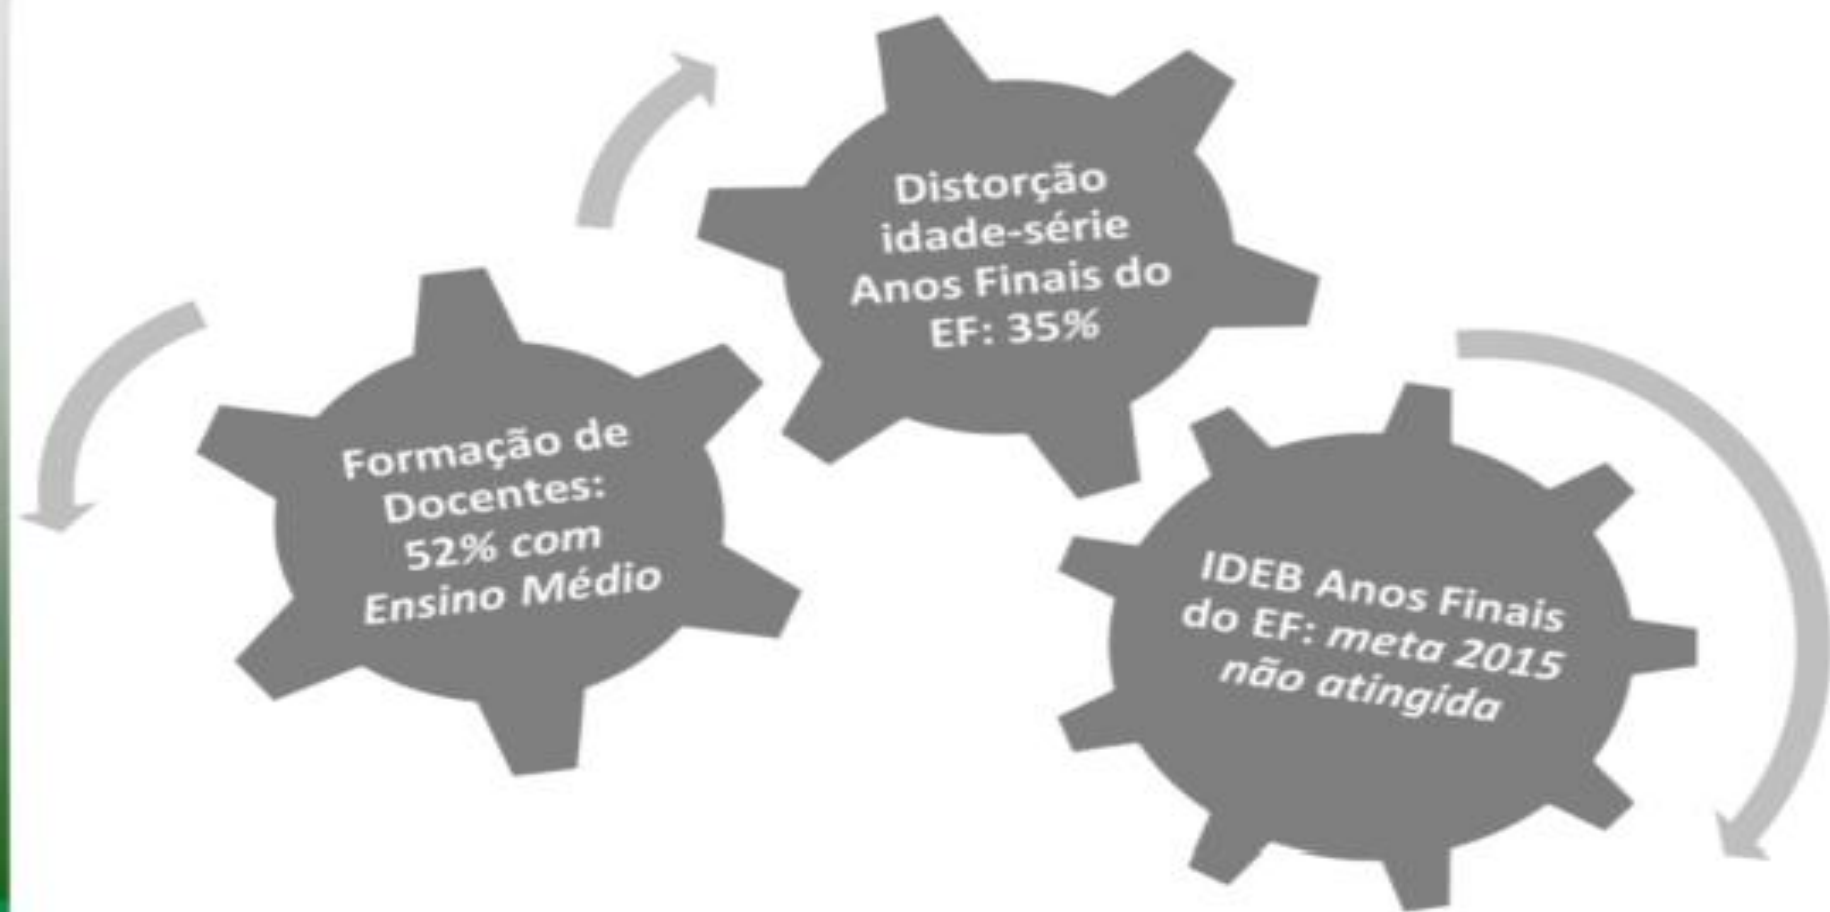 Distorção
idade-série
Anos Finais do
EF: 35%
Formação de
Docentes:
52% com
Ensino Médio
IDEB Anos Finais
do EF: meta 2015
não atingida